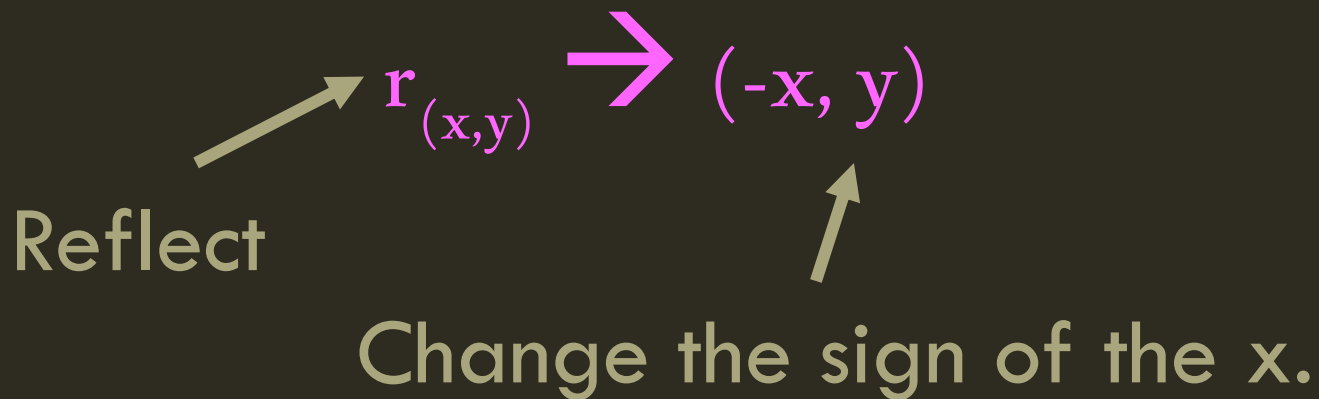 r(x,y) → (-x, y)
Reflect
Change the sign of the x.